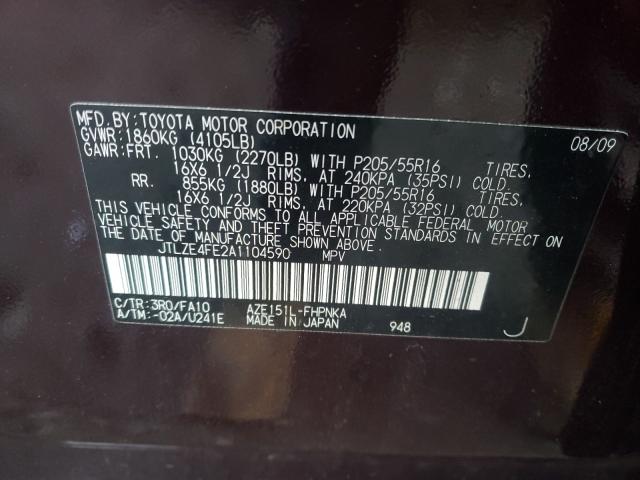 MFD. BY: TOYOTA MOTOR CORPORATION 08/09
GVWR: 1860KG (4105LB)
GAWR: FRT. 1030KG (2270LB) WITH P205/55R16 TIRES,
16X6 1/2J RIMS, AT 240KPA (35PSI) COLD.
RR. 855KG (1880LB) WITH P205/55R16 TIRES,
16X6 1/2J RIMS, AT 220KPA (32PSI) COLD.
THIS VEHICLE CONFORMS TO ALL APPLICABLE FEDERAL MOTOR
VEHICLE SAFETY AND THEFT PREVENTION STANDARDS IN EFFECT ON
THE DATE OF MANUFACTURE SHOWN ABOVE.
JTLZE4FE2A1104590 MPV
C/TR: 3R0/FA10 AZE151L-FHPNKA
A/TM: -02A/U241E MADE IN JAPAN 948 J